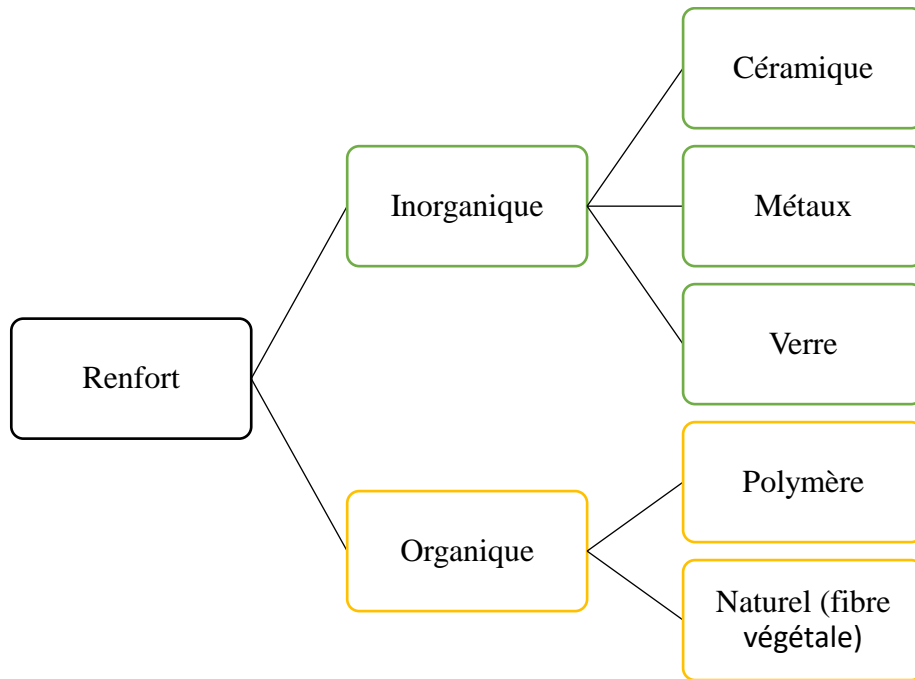 Céramique
Inorganique
Métaux
Verre
Renfort
Polymère
Organique
Naturel (fibre
végétale)